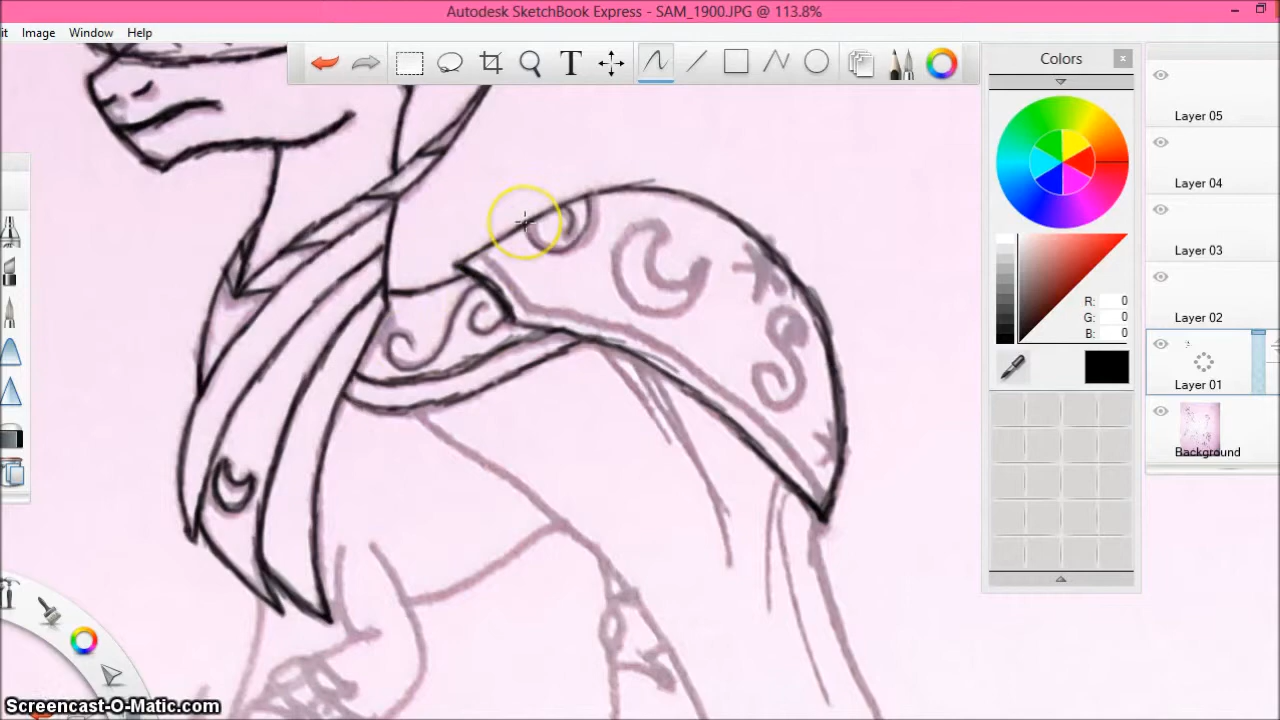 Autodesk SketchBook Express - SAM_1900.JPG @ 113.8%
it Image Window Help
T
Colors
x
Layer 05
Layer 04
Layer 03
Layer 02
R: 0
G: 0
B: 0
Layer 01
Background
Screencast-O-Matic.com